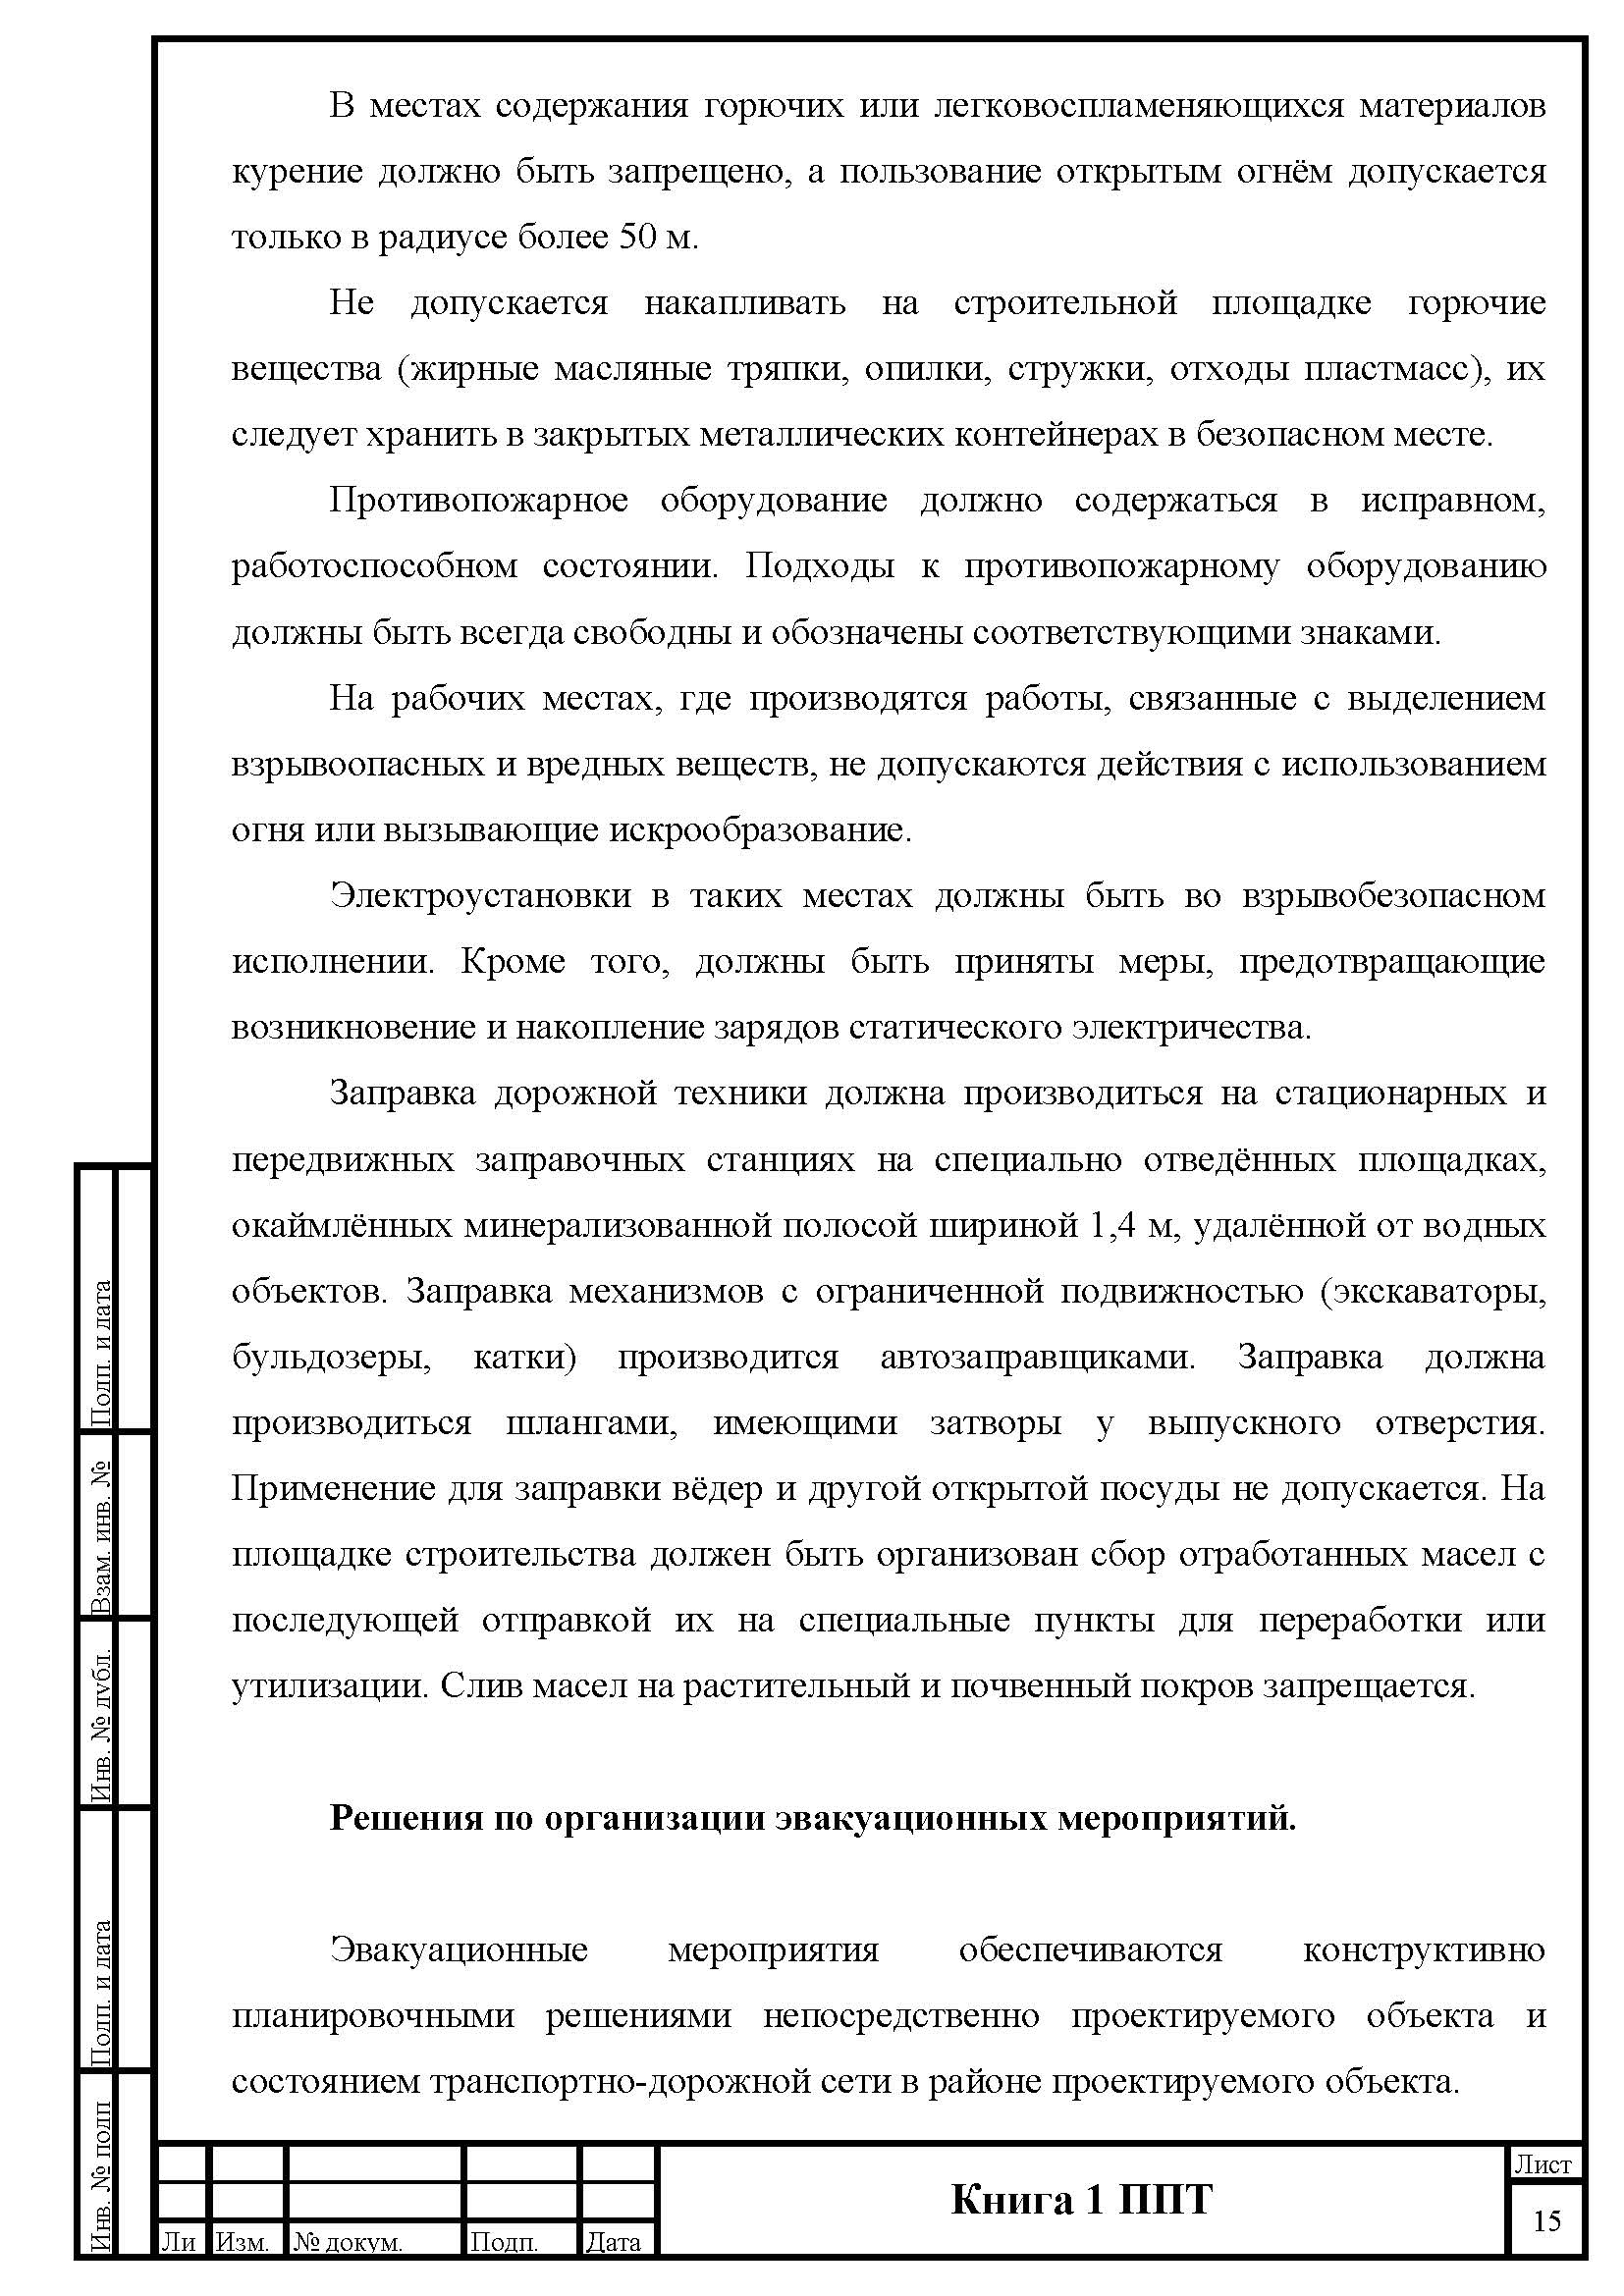 В местах содержания горючих или легковоспламеняющихся материалов
курение должно быть запрещено, а пользование открытым огнём допускается
только в радиусе более 50 м.
Не допускается накапливать на строительной площадке горючие
вещества (жирные масляные тряпки, опилки, стружки, отходы пластмасс), их
следует хранить в закрытых металлических контейнерах в безопасном месте.
Противопожарное оборудование должно содержаться в исправном,
работоспособном состоянии. Подходы к противопожарному оборудованию
должны быть всегда свободны и обозначены соответствующими знаками.
На рабочих местах, где производятся работы, связанные с выделением
взрывоопасных и вредных веществ, не допускаются действия с использованием
огня или вызывающие искрообразование.
Электроустановки в таких местах должны быть во взрывобезопасном
исполнении. Кроме того, должны быть приняты меры, предотвращающие
возникновение и накопление зарядов статического электричества.
Заправка дорожной техники должна производиться на стационарных и
передвижных заправочных станциях на специально отведённых площадках,
окаймлённых минерализованной полосой шириной 1,4 м, удалённой от водных
объектов. Заправка механизмов с ограниченной подвижностью (экскаваторы,
бульдозеры, катки) производится автозаправщиками. Заправка должна
производиться шлангами, имеющими затворы у выпускного отверстия.
Применение для заправки вёдер и другой открытой посуды не допускается. На
площадке строительства должен быть организован сбор отработанных масел с
последующей отправкой их на специальные пункты для переработки или
утилизации. Слив масел на растительный и почвенный покров запрещается.
Решения по организации эвакуационных мероприятий.
Эвакуационные мероприятия обеспечиваются конструктивно
планировочными решениями непосредственно проектируемого объекта и
состоянием транспортно-дорожной сети в районе проектируемого объекта.
Подп. и дата
Взам. инв. №
Инв. № дубл.
Подп. и дата
Инв. № подп
Ли Изм. № докум. Подп. Дата
Книга 1 ППТ
Лист
15